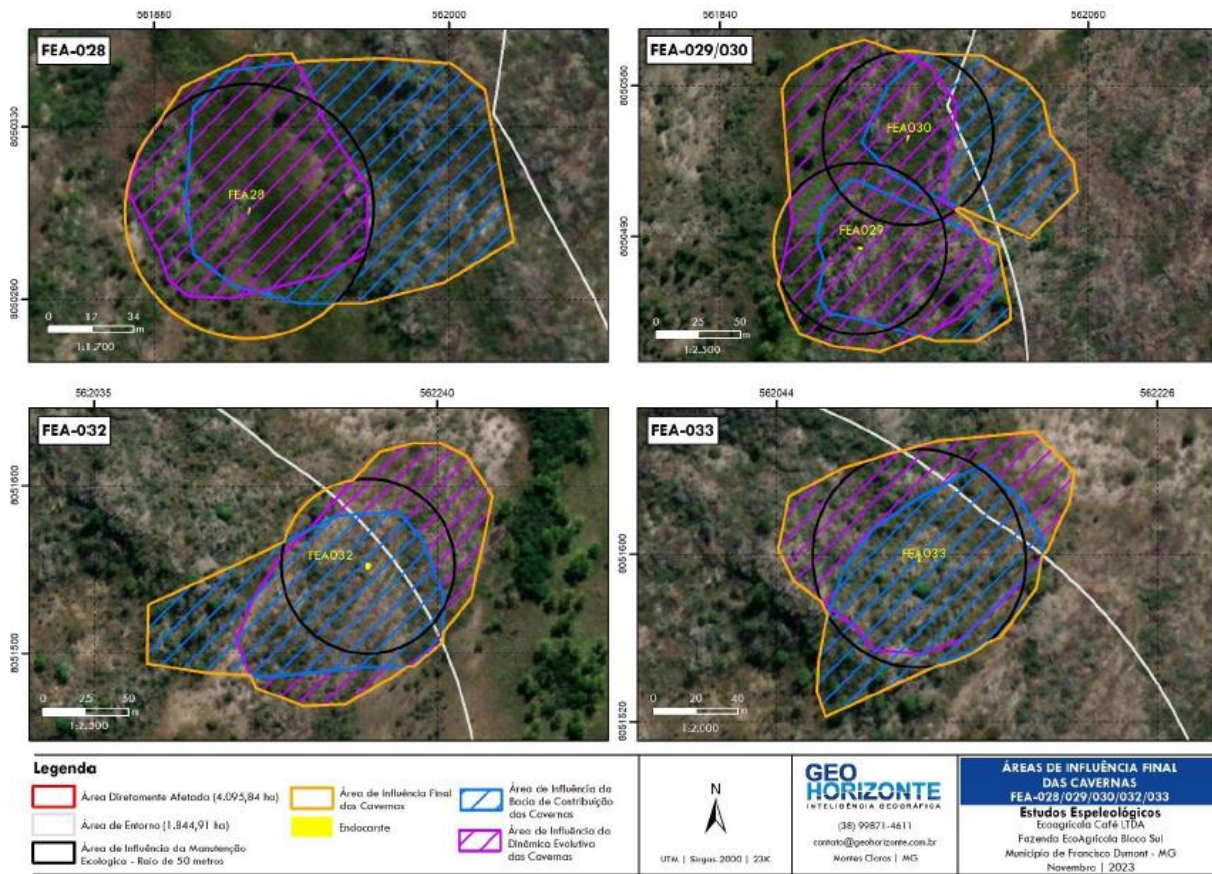 561880
562000
FEA-028
8050330
FEA28
8050260
0 17 34
m
1:1.700
561840
562060
FEA-029/030
8050560
FEA030
8050490
FEA029
0 25 50
m
1:2.500
562035
562240
FEA-032
8051600
FEA032
8051500
0 25 50
m
1:2.500
562044
562226
FEA-033
8051600
FEA033
8051520
0 20 40
m
1:2.000
Legenda
Área Diretamente Afetada (4.095,84 ha)
Área de Entorno (1.844,91 ha)
Área de Influência da Manutenção
Ecologica - Raio de 50 metros
Área de Influência Final
das Cavernas
Endocarste
Área de Influência da
Bacia de Contribuição
das Cavernas
Área de Influência da
Dinâmica Evolutiva
das Cavernas
N
UTM | Sirgas 2000 | 23K
GEO
HORIZONTE
INTELIGÊNCIA GEOGRÁFICA
(38) 99871-4611
contato@geohorizonte.com.br
Montes Claros | MG
ÁREAS DE INFLUÊNCIA FINAL
DAS CAVERNAS
FEA-028/029/030/032/033
Estudos Espeleológicos
Ecoagrícola Café LTDA
Fazenda EcoAgrícola Bloco Sul
Município de Francisco Dumont - MG
Novembro | 2023